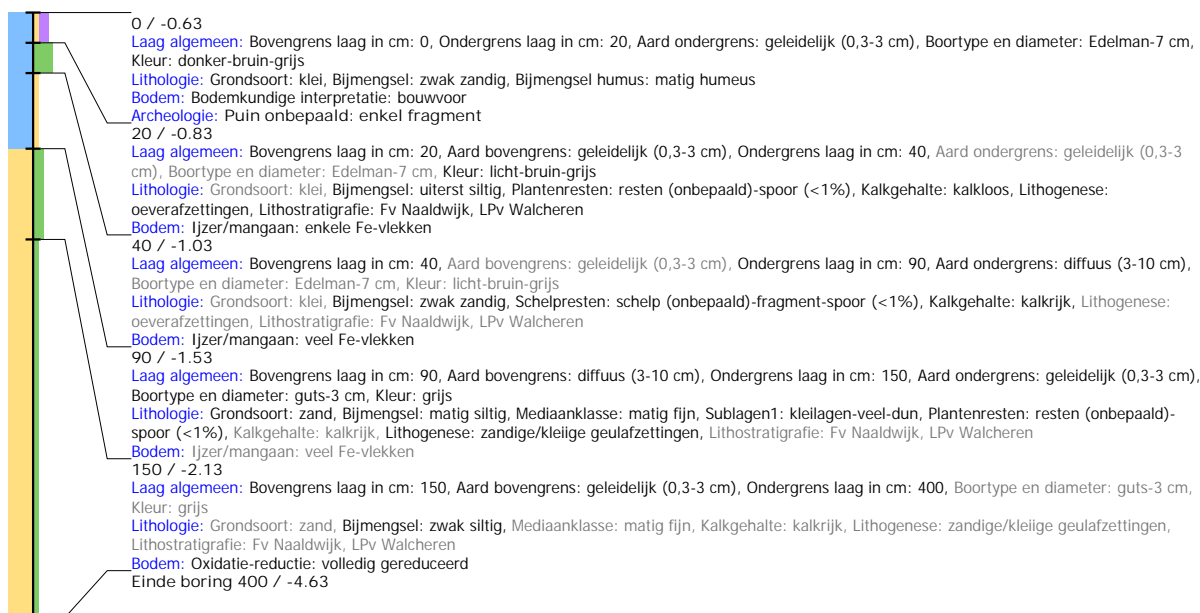 0 / -0.63
Laag algemeen: Bovengrens laag in cm: 0, Ondergrens laag in cm: 20, Aard ondergrens: geleidelijk (0,3-3 cm), Boortype en diameter: Edelman-7 cm,
Kleur: donker-bruin-grijs
Lithologie: Grondsoort: klei, Bijmengsel: zwak zandig, Bijmengsel humus: matig humeus
Bodem: Bodemkundige interpretatie: bouwvoor
Archeologie: Puin onbepaald: enkel fragment
20 / -0.83
Laag algemeen: Bovengrens laag in cm: 20, Aard bovengrens: geleidelijk (0,3-3 cm), Ondergrens laag in cm: 40, Aard ondergrens: geleidelijk (0,3-3
cm), Boortype en diameter: Edelman-7 cm, Kleur: licht-bruin-grijs
Lithologie: Grondsoort: klei, Bijmengsel: uiterst siltig, Plantenresten: resten (onbepaald)-spoor (<1%), Kalkgehalte: kalkloos, Lithogenese:
oeverafzettingen, Lithostratigrafie: Fv Naaldwijk, LPv Walcheren
Bodem: Ijzer/mangaan: enkele Fe-vlekken
40 / -1.03
Laag algemeen: Bovengrens laag in cm: 40, Aard bovengrens: geleidelijk (0,3-3 cm), Ondergrens laag in cm: 90, Aard ondergrens: diffuus (3-10 cm),
Boortype en diameter: Edelman-7 cm, Kleur: licht-bruin-grijs
Lithologie: Grondsoort: klei, Bijmengsel: zwak zandig, Schelpresten: schelp (onbepaald)-fragment-spoor (<1%), Kalkgehalte: kalkrijk, Lithogenese:
oeverafzettingen, Lithostratigrafie: Fv Naaldwijk, LPv Walcheren
Bodem: Ijzer/mangaan: veel Fe-vlekken
90 / -1.53
Laag algemeen: Bovengrens laag in cm: 90, Aard bovengrens: diffuus (3-10 cm), Ondergrens laag in cm: 150, Aard ondergrens: geleidelijk (0,3-3 cm),
Boortype en diameter: guts-3 cm, Kleur: grijs
Lithologie: Grondsoort: zand, Bijmengsel: matig siltig, Mediaanklasse: matig fijn, Sublagen1: kleilagen-veel-dun, Plantenresten: resten (onbepaald)-
spoor (<1%), Kalkgehalte: kalkrijk, Lithogenese: zandige/kleiige geulafzettingen, Lithostratigrafie: Fv Naaldwijk, LPv Walcheren
Bodem: Ijzer/mangaan: veel Fe-vlekken
150 / -2.13
Laag algemeen: Bovengrens laag in cm: 150, Aard bovengrens: geleidelijk (0,3-3 cm), Ondergrens laag in cm: 400, Boortype en diameter: guts-3 cm,
Kleur: grijs
Lithologie: Grondsoort: zand, Bijmengsel: zwak siltig, Mediaanklasse: matig fijn, Kalkgehalte: kalkrijk, Lithogenese: zandige/kleiige geulafzettingen,
Lithostratigrafie: Fv Naaldwijk, LPv Walcheren
Bodem: Oxidatie-reductie: volledig gereduceerd
Einde boring 400 / -4.63